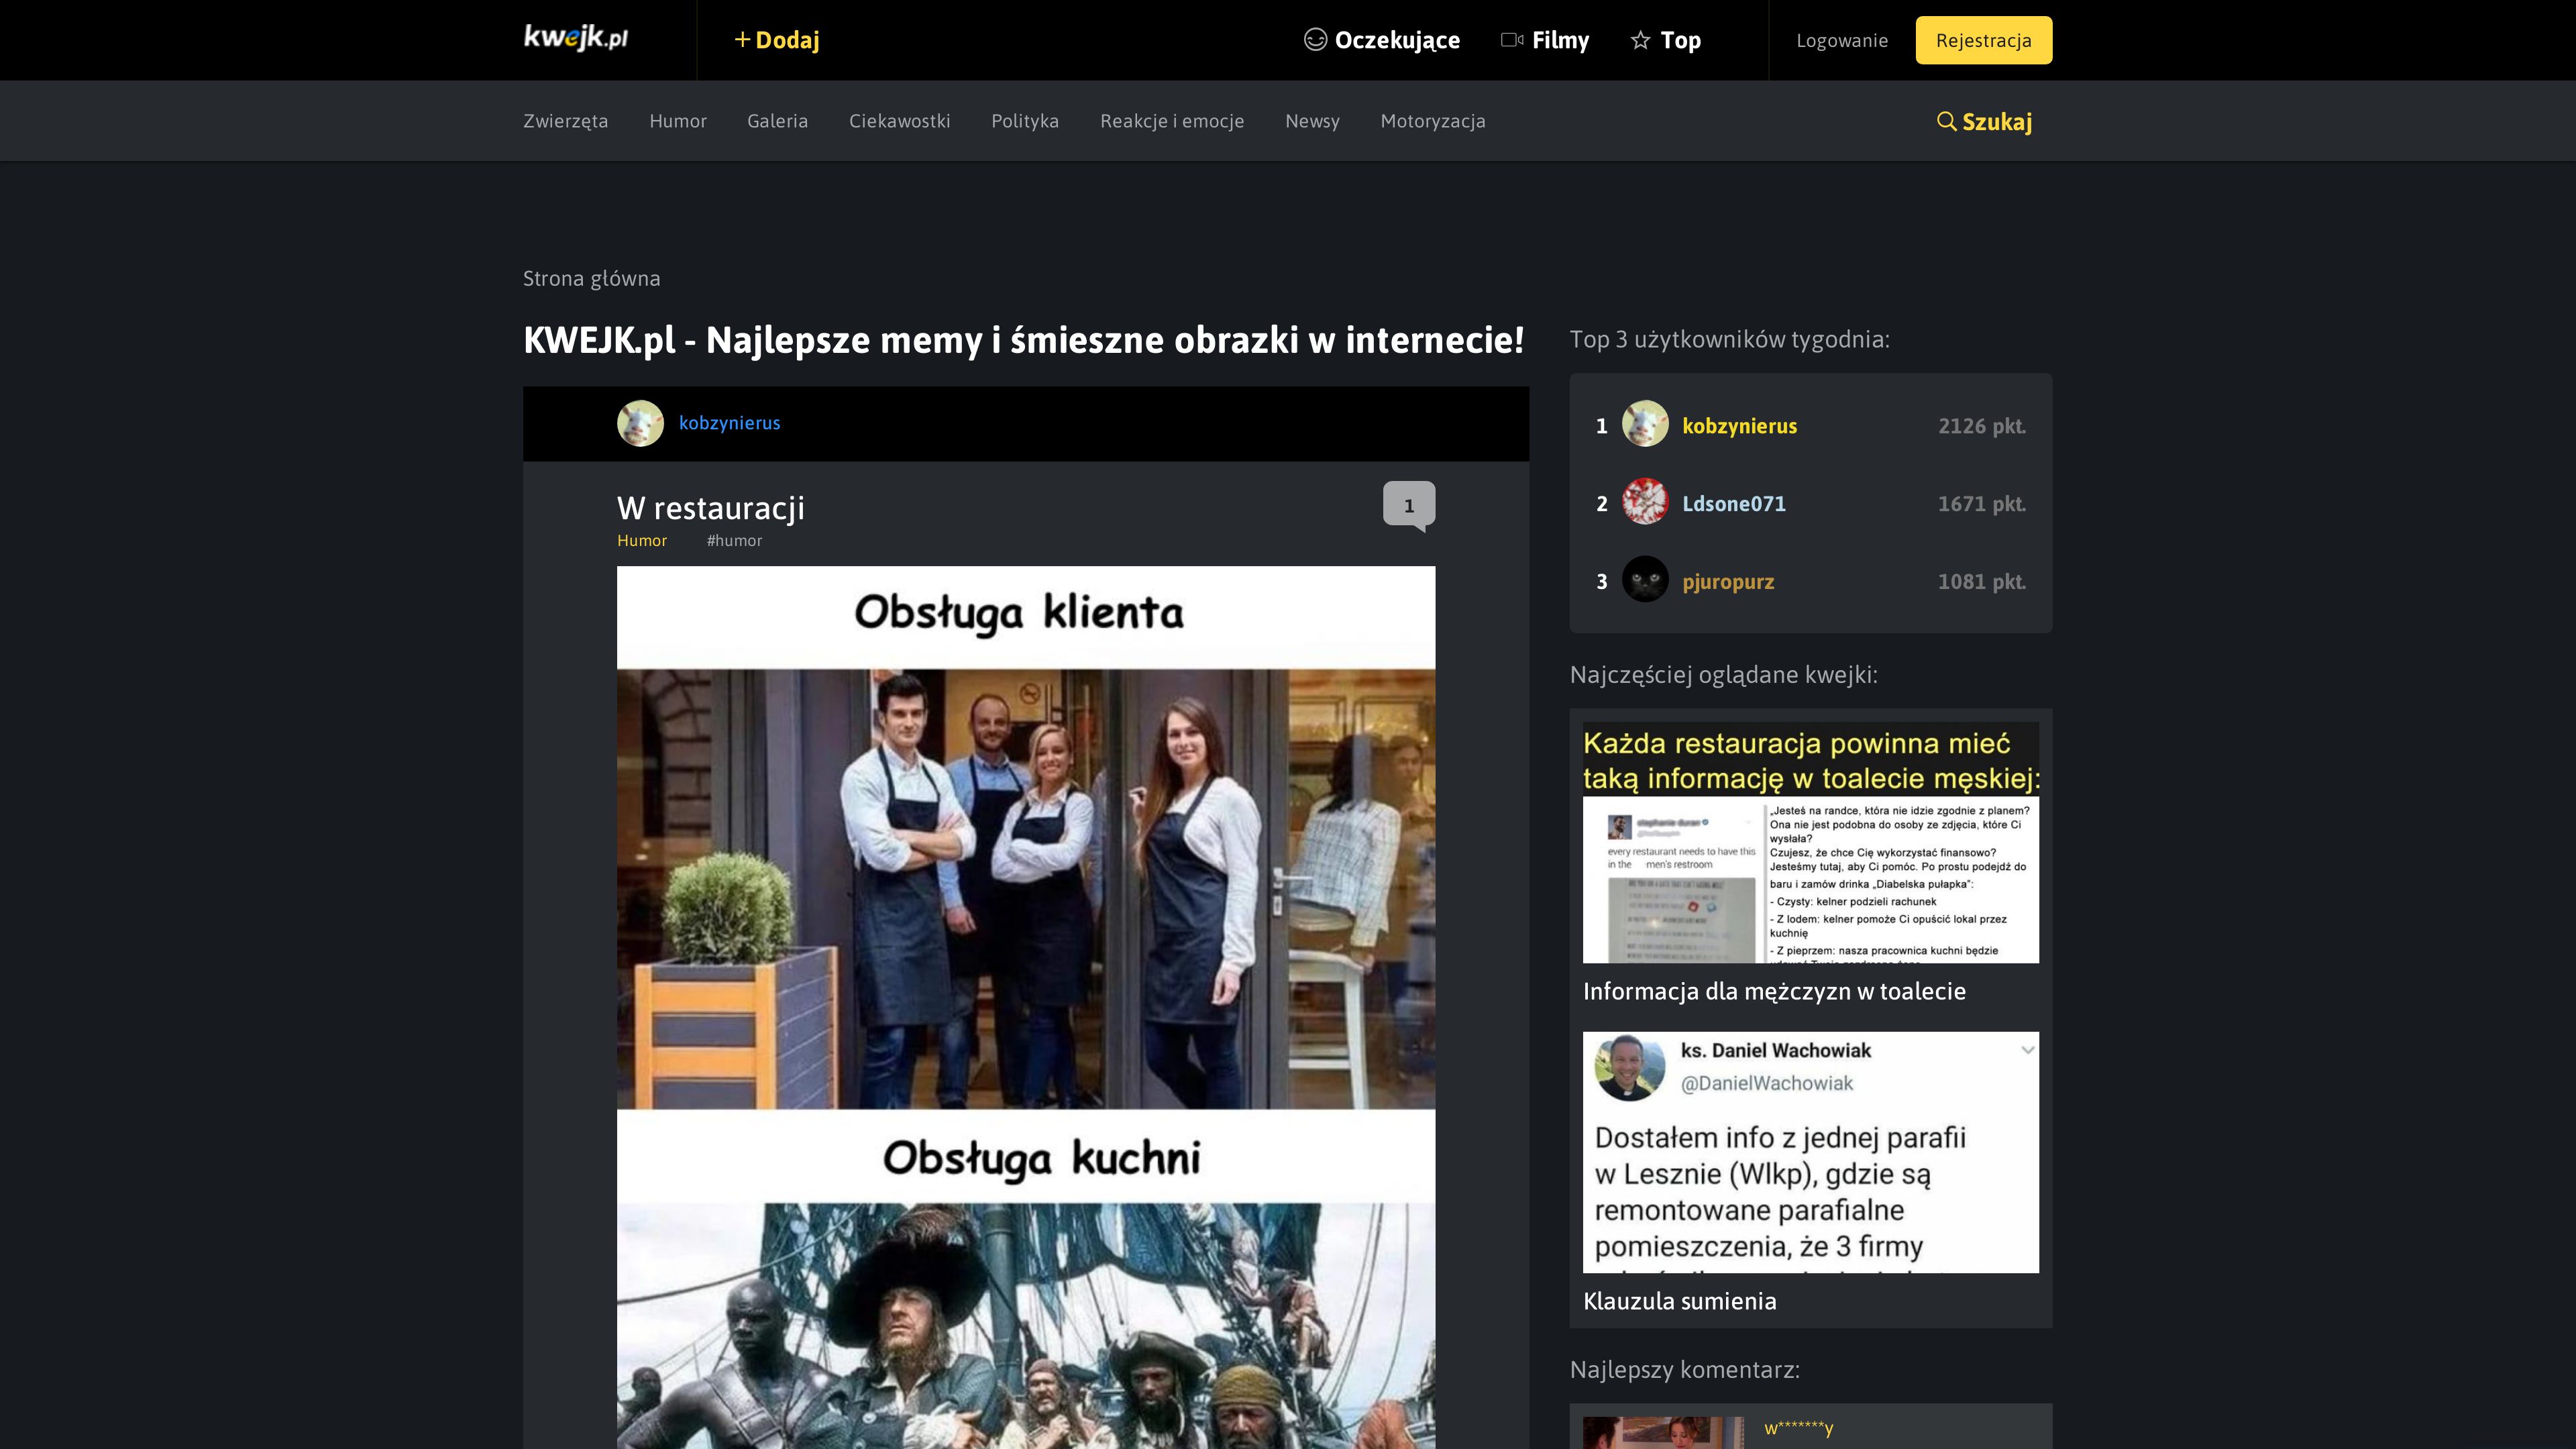 kwejk.pl
Dodaj
Oczekujące
Filmy
Top
Logowanie
Rejestracja
Zwierzęta
Humor
Galeria
Ciekawostki
Polityka
Reakcje i emocje
Newsy
Motoryzacja
Szukaj
Strona główna
KWEJK.pl - Najlepsze memy i śmieszne obrazki w internecie!
kobzynierus
W restauracji
1
Humor #humor
Obsługa klienta
Obsługa kuchni
Top 3 użytkowników tygodnia:
1 kobzynierus 2126 pkt.
2 Ldsone071 1671 pkt.
3 pjuropurz 1081 pkt.
Najczęściej oglądane kwejki:
Każda restauracja powinna mieć
taką informację w toalecie męskiej:
every restaurant needs to have this
in the men's restroom
„Jesteś na randce, która nie idzie zgodnie z planem?
Ona nie jest podobna do osoby ze zdjęcia, które Ci
wysłała?
Czujesz, że chce Cię wykorzystać finansowo?
Jesteśmy tutaj, aby Ci pomóc. Po prostu podejdź do
baru i zamów drinka „Diabelska pułapka":
- Czysty: kelner podzieli rachunek
- Z lodem: kelner pomoże Ci opuścić lokal przez
kuchnię
- Z pieprzem: nasza pracownica kuchni będzie
Informacja dla mężczyzn w toalecie
ks. Daniel Wachowiak
@DanielWachowiak
Dostałem info z jednej parafii
w Lesznie (Wlkp), gdzie są
remontowane parafialne
pomieszczenia, że 3 firmy
Klauzula sumienia
Najlepszy komentarz:
w*******y